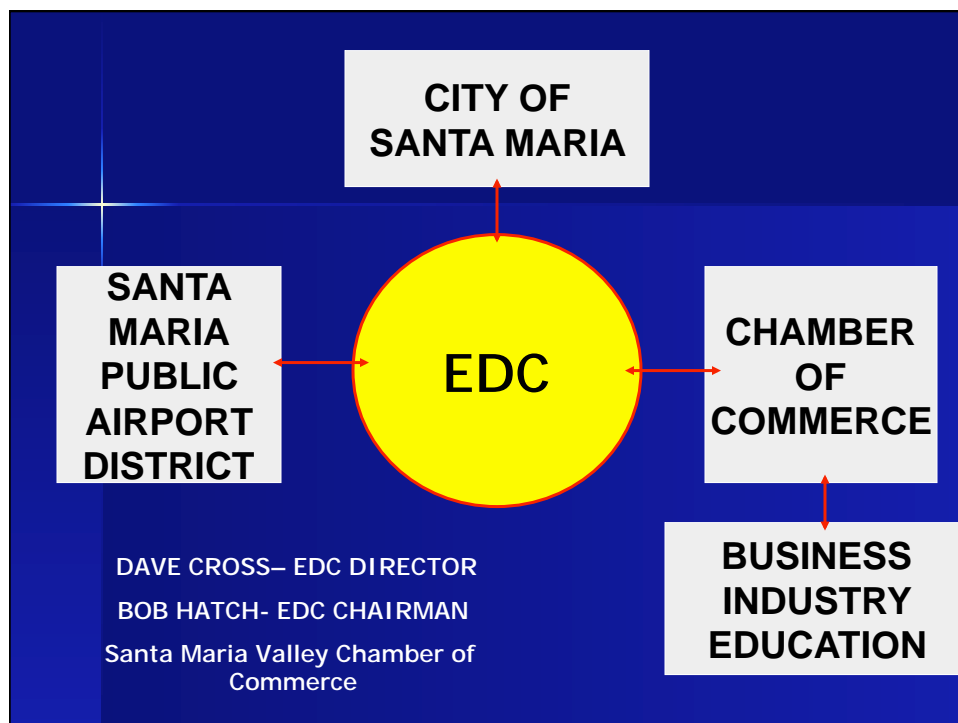 CITY OF
SANTA MARIA
SANTA
MARIA
PUBLIC
AIRPORT
DISTRICT
EDC
CHAMBER
OF
COMMERCE
BUSINESS
INDUSTRY
EDUCATION
DAVE CROSS– EDC DIRECTOR
BOB HATCH- EDC CHAIRMAN
Santa Maria Valley Chamber of
Commerce